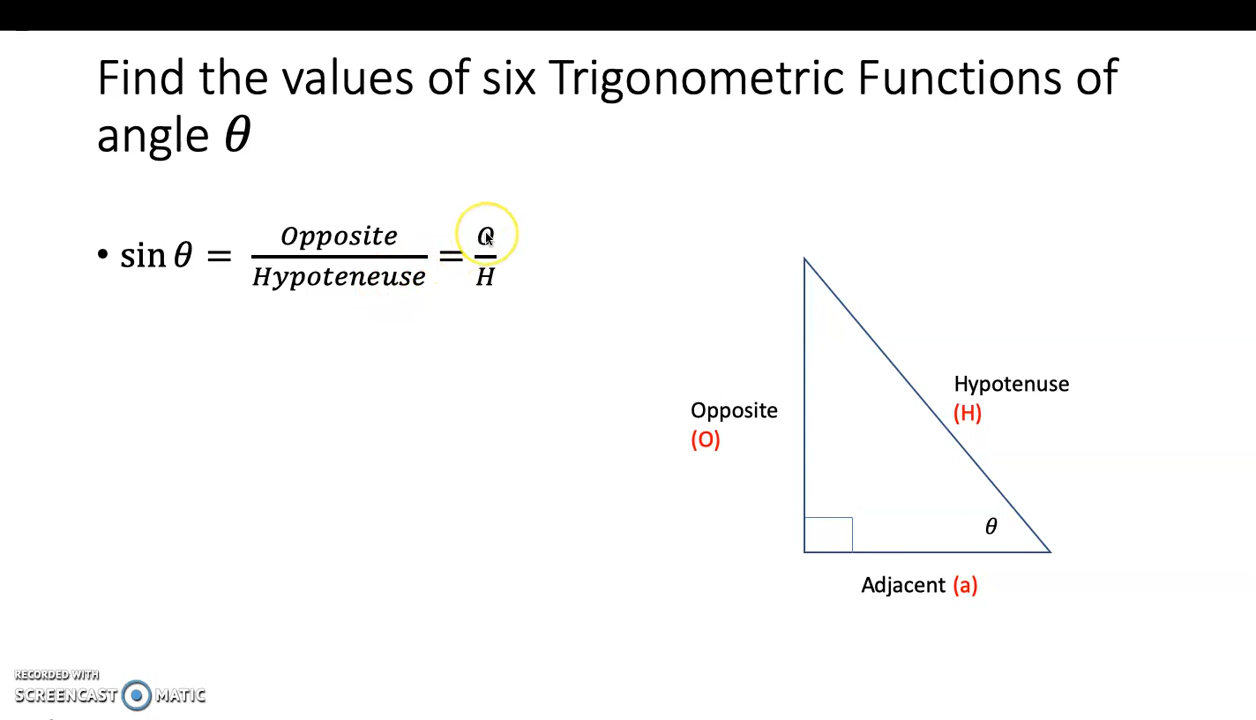 Find the values of six Trigonometric Functions of
angle θ
• sin θ = Opposite/Hypoteneuse = O/H
Hypotenuse
(H)
Opposite
(O)
θ
Adjacent (a)
RECORDED WITH
SCREENCAST MATIC